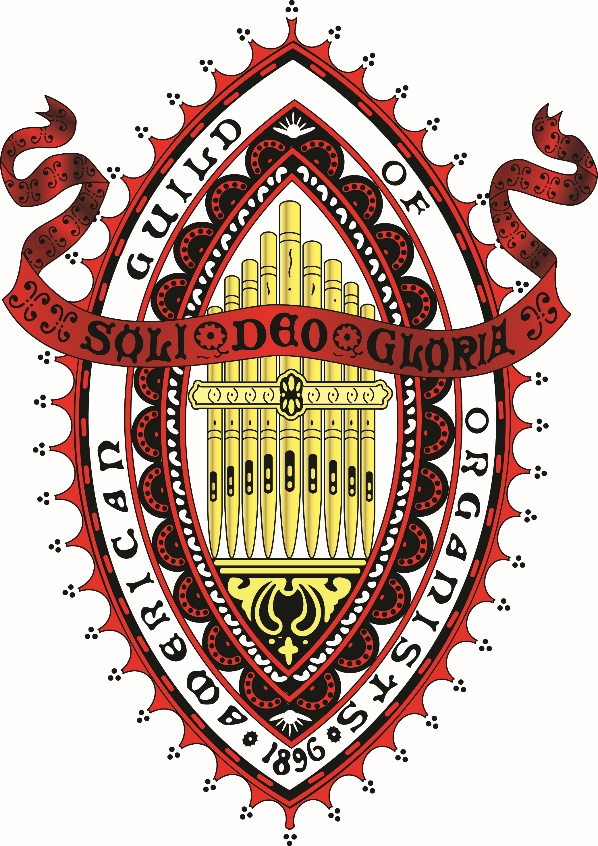 AMERICAN GUILD OF ORGANISTS
SOLI DEO GLORIA
1896